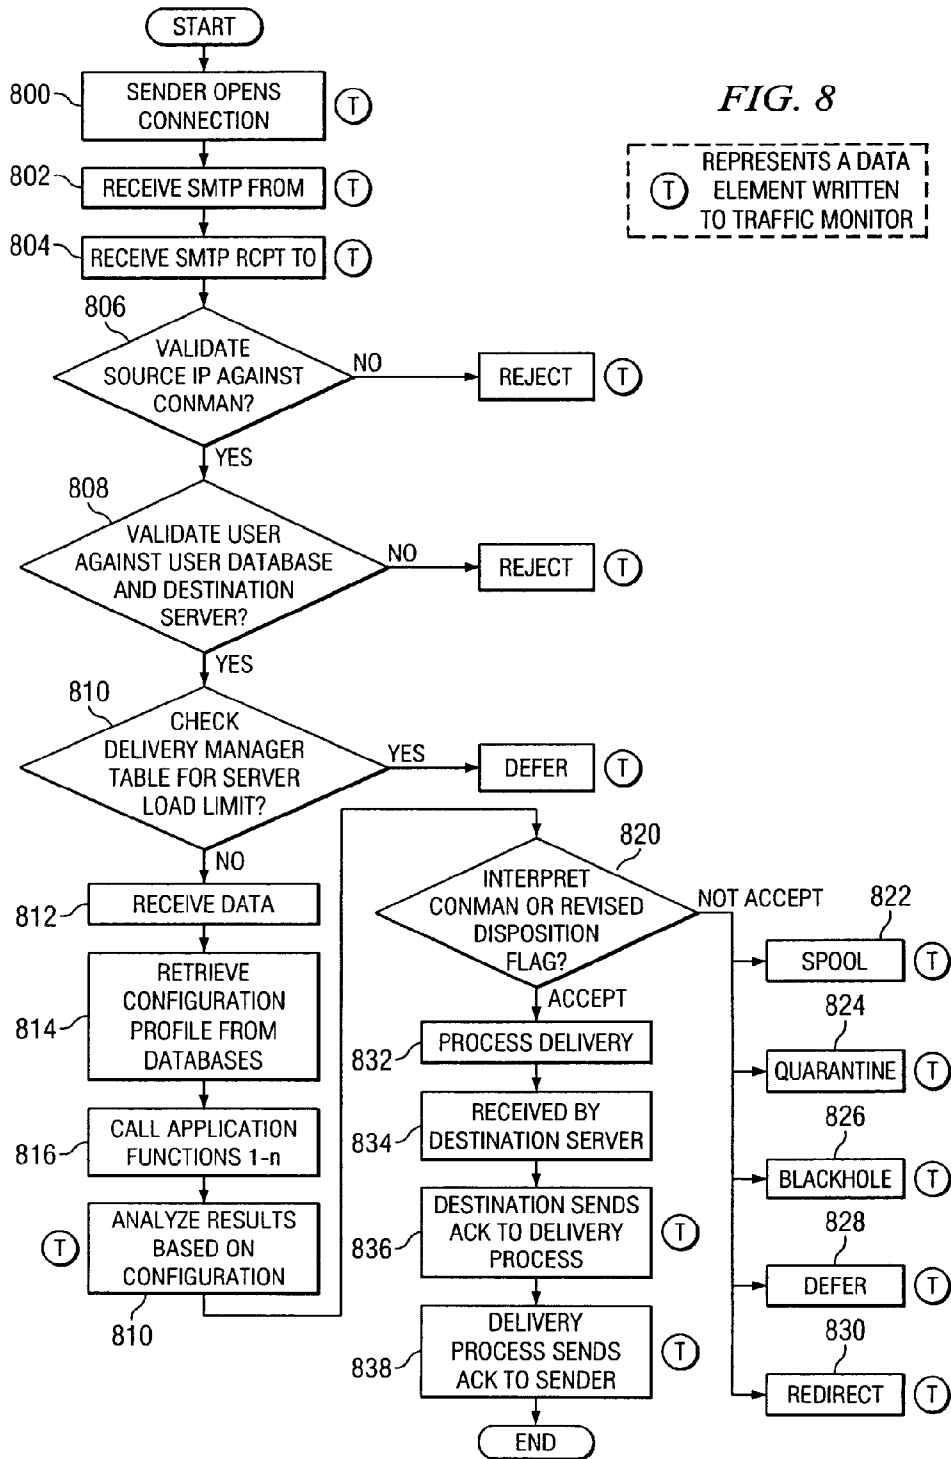 START
800
SENDER OPENS
CONNECTION
T
FIG. 8
T
REPRESENTS A DATA
ELEMENT WRITTEN
TO TRAFFIC MONITOR
802
RECEIVE SMTP FROM
T
804
RECEIVE SMTP RCPT TO
T
806
VALIDATE
SOURCE IP AGAINST
CONMAN?
NO
REJECT
T
YES
808
VALIDATE USER
AGAINST USER DATABASE
AND DESTINATION
SERVER?
NO
REJECT
T
YES
810
CHECK
DELIVERY MANAGER
TABLE FOR SERVER
LOAD LIMIT?
YES
DEFER
T
NO
812
RECEIVE DATA
814
RETRIEVE
CONFIGURATION
PROFILE FROM
DATABASES
816
CALL APPLICATION
FUNCTIONS 1-n
T
ANALYZE RESULTS
BASED ON
CONFIGURATION
810
820
INTERPRET
CONMAN OR REVISED
DISPOSITION
FLAG?
NOT ACCEPT
ACCEPT
822
SPOOL
T
824
QUARANTINE
T
826
BLACKHOLE
T
828
DEFER
T
830
REDIRECT
T
832
PROCESS DELIVERY
834
RECEIVED BY
DESTINATION SERVER
836
DESTINATION SENDS
ACK TO DELIVERY
PROCESS
T
838
DELIVERY
PROCESS SENDS
ACK TO SENDER
T
END